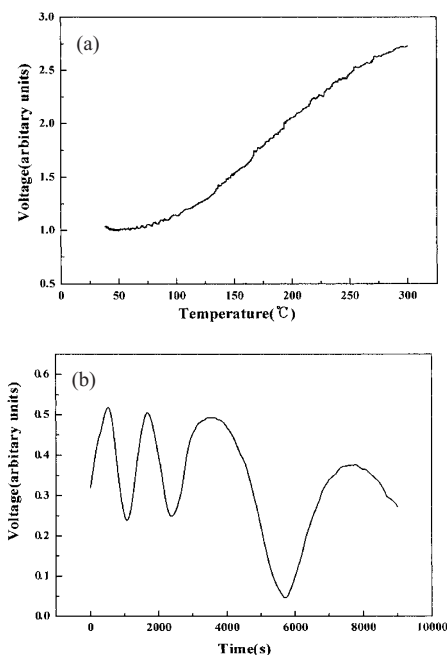 (a)
3.0
2.5
2.0
1.5
1.0
0.5
Voltage(arbitary units)
0 50 100 150 200 250 300
Temperature(℃)
(b)
0.6
0.5
0.4
0.3
0.2
0.1
0.0
Voltage(arbitary units)
0 2000 4000 6000 8000 10000
Time(s)